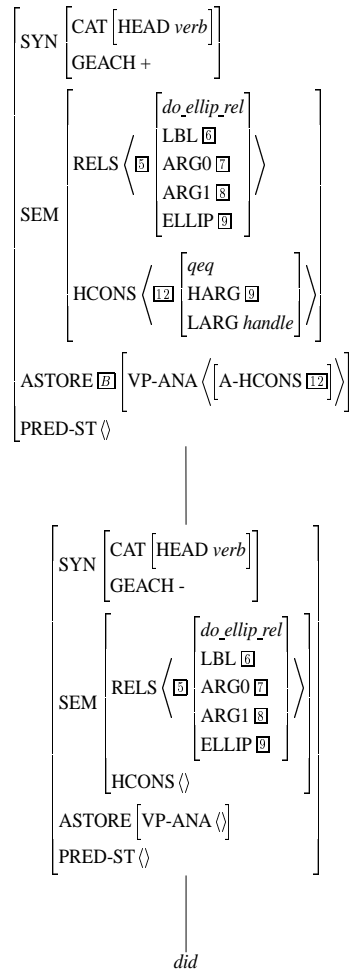 SYN CAT [HEAD verb]
GEACH +
do_ellip_rel
LBL 6
RELS ⟨ 5 ARG0 7 ⟩
ARG1 8
ELLIP 9
SEM
qeq
HCONS ⟨ 12 HARG 9 ⟩
LARG handle
ASTORE B [VP-ANA ⟨[A-HCONS 12]⟩]
PRED-ST ⟨⟩
SYN CAT [HEAD verb]
GEACH -
do_ellip_rel
LBL 6
RELS ⟨ 5 ARG0 7 ⟩
SEM
ARG1 8
ELLIP 9
HCONS ⟨⟩
ASTORE [VP-ANA ⟨⟩]
PRED-ST ⟨⟩
did